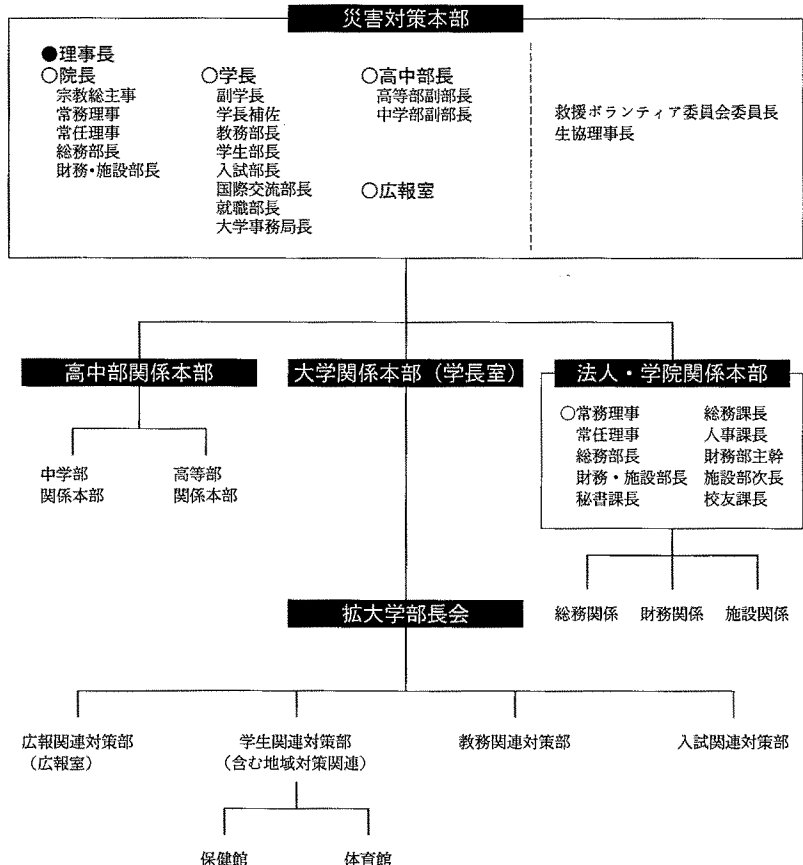 災害対策本部
●理事長
○院長
宗教総主事
常務理事
常任理事
総務部長
財務・施設部長
○学長
副学長
学長補佐
教務部長
学生部長
入試部長
国際交流部長
就職部長
大学事務局長
○高中部長
高等部副部長
中学部副部長
○広報室
救援ボランティア委員会委員長
生協理事長
高中部関係本部
大学関係本部（学長室）
法人・学院関係本部
中学部
関係本部
高等部
関係本部
○常務理事
常任理事
総務部長
財務・施設部長
秘書課長
総務課長
人事課長
財務部主幹
施設部次長
校友課長
総務関係
財務関係
施設関係
拡大学部長会
広報関連対策部
（広報室）
学生関連対策部
（含む地域対策関連）
教務関連対策部
入試関連対策部
保健館
体育館